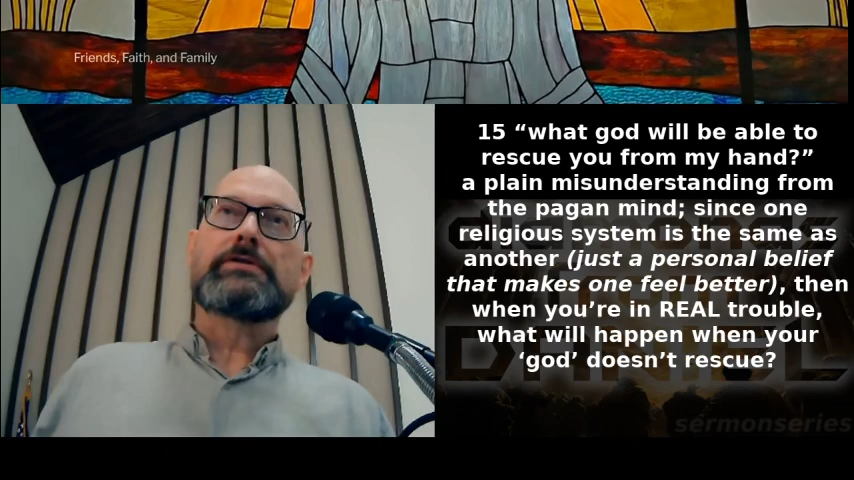 Friends, Faith, and Family
15 “what god will be able to
rescue you from my hand?”
a plain misunderstanding from
the pagan mind; since one
religious system is the same as
another (just a personal belief
that makes one feel better), then
when you’re in REAL trouble,
what will happen when your
‘god’ doesn’t rescue?
sermonseries